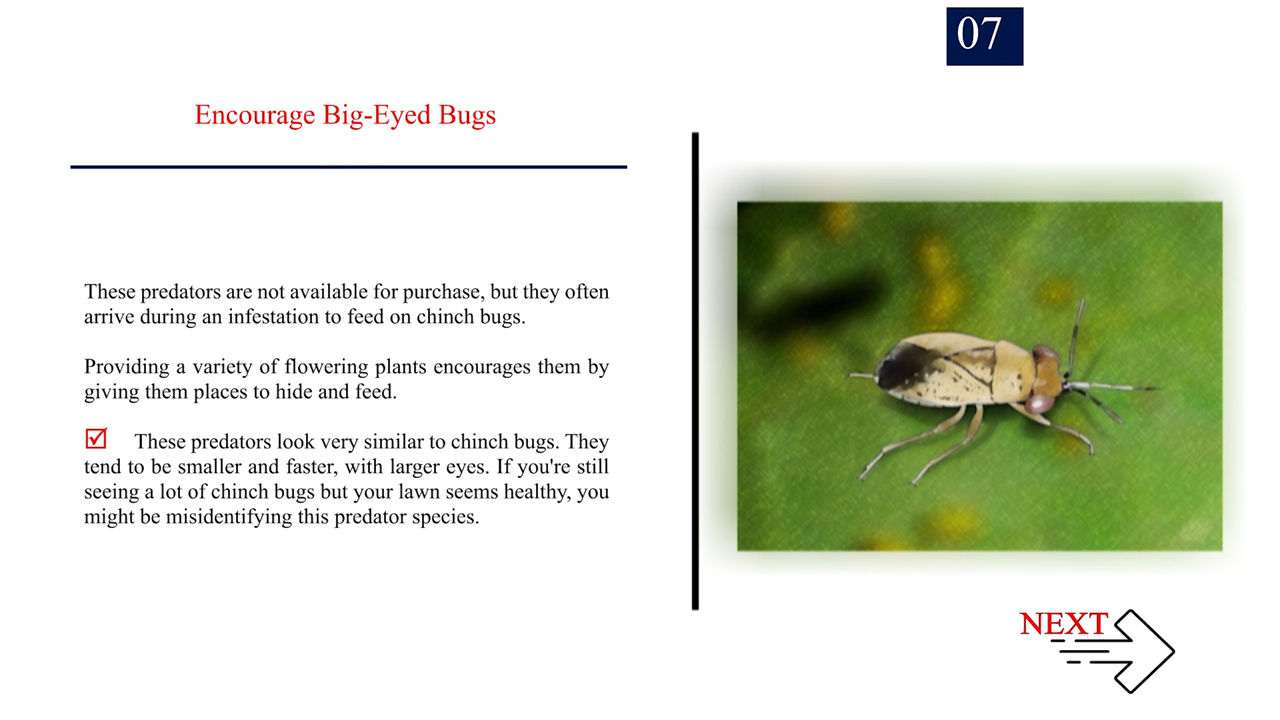 07
Encourage Big-Eyed Bugs
These predators are not available for purchase, but they often
arrive during an infestation to feed on chinch bugs.
Providing a variety of flowering plants encourages them by
giving them places to hide and feed.
☑ These predators look very similar to chinch bugs. They
tend to be smaller and faster, with larger eyes. If you're still
seeing a lot of chinch bugs but your lawn seems healthy, you
might be misidentifying this predator species.
NEXT